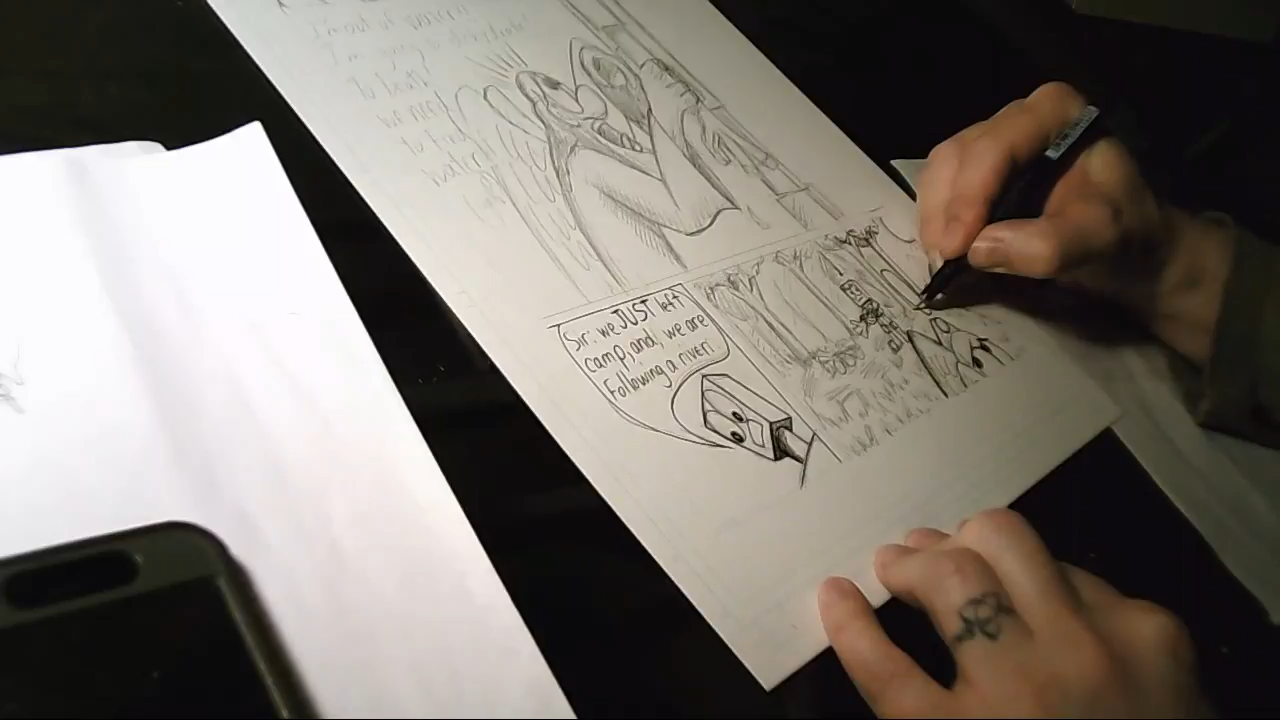 I'm out of water!!
I'm going to dehydrate
to death
we need
to find
water!
Sir: we JUST left
camp, and, we are
Following a river!